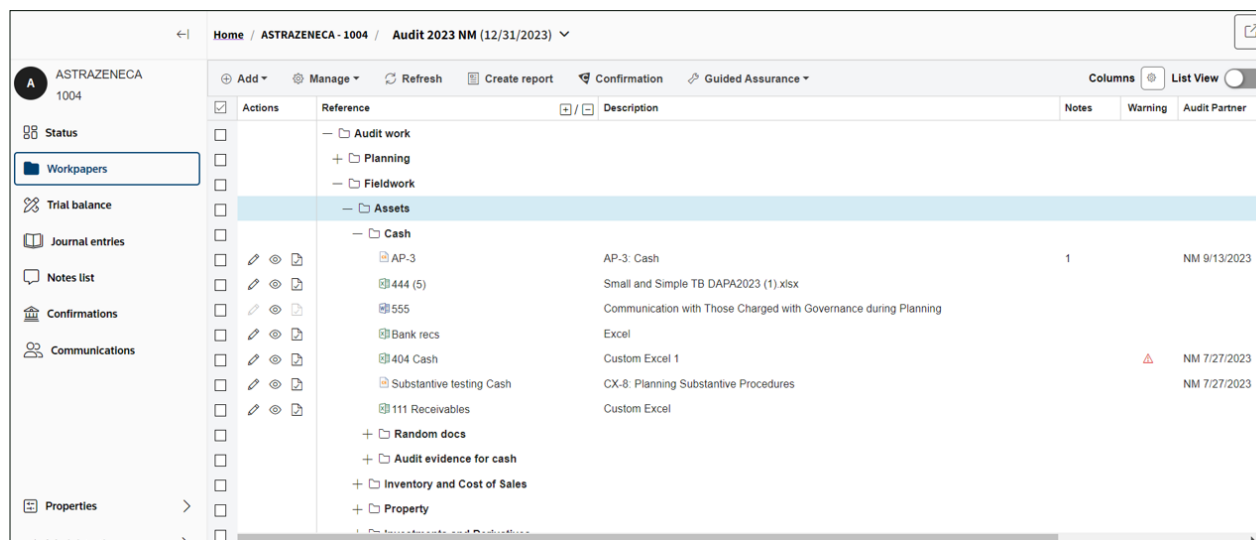 Home / ASTRAZENECA - 1004 / Audit 2023 NM (12/31/2023)
A
ASTRAZENECA
1004
Status
Workpapers
Trial balance
Journal entries
Notes list
Confirmations
Communications
Properties
Add Manage Refresh Create report Confirmation Guided Assurance Columns List View
Actions Reference + / − Description Notes Warning Audit Partner
Audit work
Planning
Fieldwork
Assets
Cash
AP-3 AP-3: Cash 1 NM 9/13/2023
444 (5) Small and Simple TB DAPA2023 (1).xlsx
555 Communication with Those Charged with Governance during Planning
Bank recs Excel
404 Cash Custom Excel 1 NM 7/27/2023
Substantive testing Cash CX-8: Planning Substantive Procedures NM 7/27/2023
111 Receivables Custom Excel
Random docs
Audit evidence for cash
Inventory and Cost of Sales
Property
Investments and Derivatives